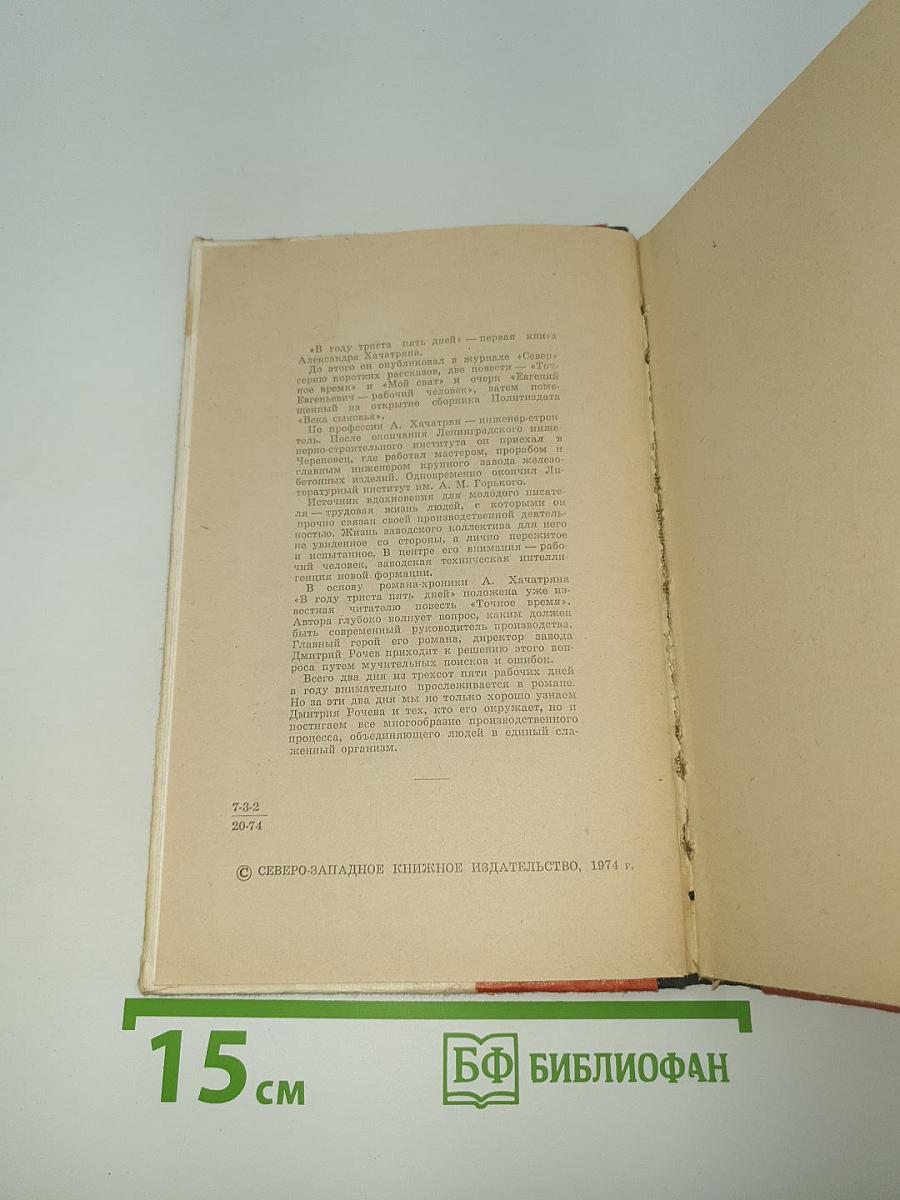 «В году триста пять дней» — первая книга
Александра Хачатряна.
До этого он опубликовал в журнале «Север»
серию коротких рассказов, две повести — «Точ-
ное время» и «Мой сват» и очерк «Евгений
Евгеньевич — рабочий человек», затем поме-
щенный на открытие сборника Политиздата
«Века сыновья».
По профессии А. Хачатрян — инженер-строи
тель. После окончания Ленинградского инже-
нерно-строительного института он приехал в
Череповец, где работал мастером, прорабом и
главным инженером крупного завода железо-
бетонных изделий. Одновременно окончил Ли-
тературный институт им. А. М. Горького.
Источник вдохновения для молодого писате-
ля — трудовая жизнь людей, с которыми он
прочно связан своей производственной деятель-
ностью. Жизнь заводского коллектива для него
не увиденное со стороны, а лично пережитое
и испытанное. В центре его внимания — рабо-
чий человек, заводская техническая интелли-
генция новой формации.
В основу романа-хроники А. Хачатряна
«В году триста пять дней» положена уже из-
вестная читателю повесть «Точное время».
Автора глубоко волнует вопрос, каким должен
быть современный руководитель производства.
Главный герой его романа, директор завода
Дмитрий Рочев приходит к решению этого воп-
роса путем мучительных поисков и ошибок.
Всего два дня из трехсот пяти рабочих дней
в году внимательно прослеживается в романе.
Но за эти два дня мы не только хорошо узнаем
Дмитрия Рочева и тех, кто его окружает, но и
постигаем все многообразие производственного
процесса, объединяющего людей в единый сла-
женный организм.
7-3-2
20-74
© СЕВЕРО-ЗАПАДНОЕ КНИЖНОЕ ИЗДАТЕЛЬСТВО, 1974 г.
15 см
БФ БИБЛИОФАН